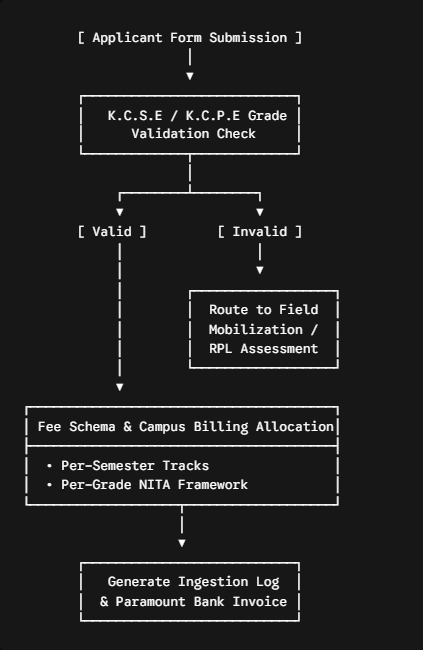 [ Applicant Form Submission ]
K.C.S.E / K.C.P.E Grade
Validation Check
[ Valid ]
[ Invalid ]
Route to Field
Mobilization /
RPL Assessment
Fee Schema & Campus Billing Allocation
• Per-Semester Tracks
• Per-Grade NITA Framework
Generate Ingestion Log
& Paramount Bank Invoice